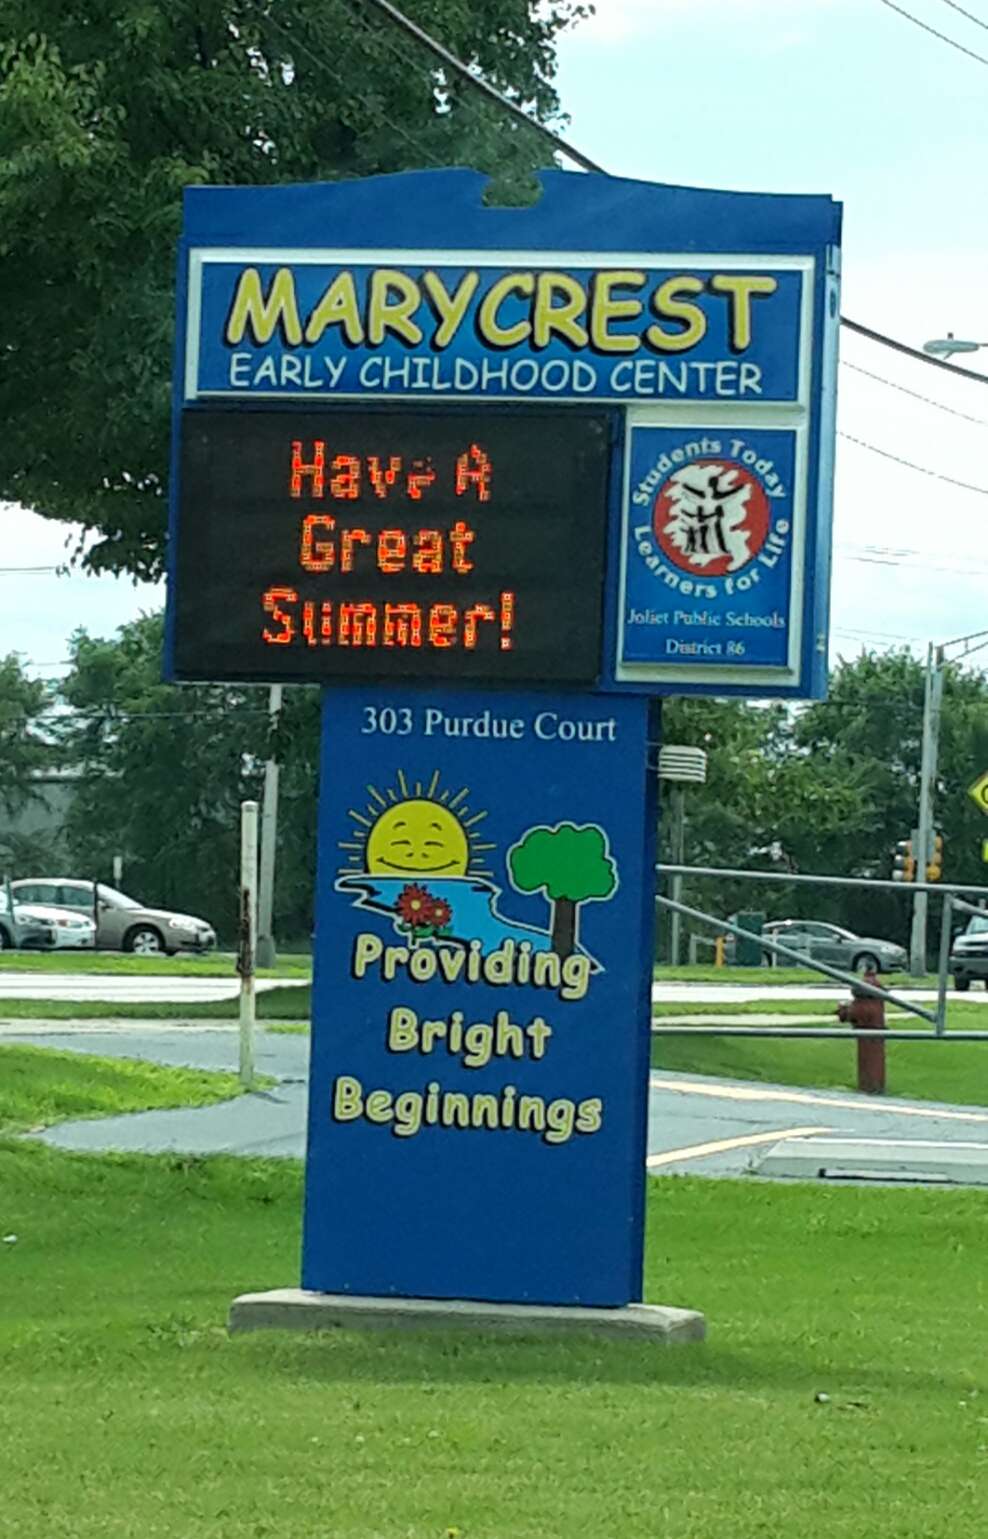 MARYCREST
EARLY CHILDHOOD CENTER
Have A
Great
Summer!
Students Today
Learners for Life
Joliet Public Schools
District 86
303 Purdue Court
Providing
Bright
Beginnings